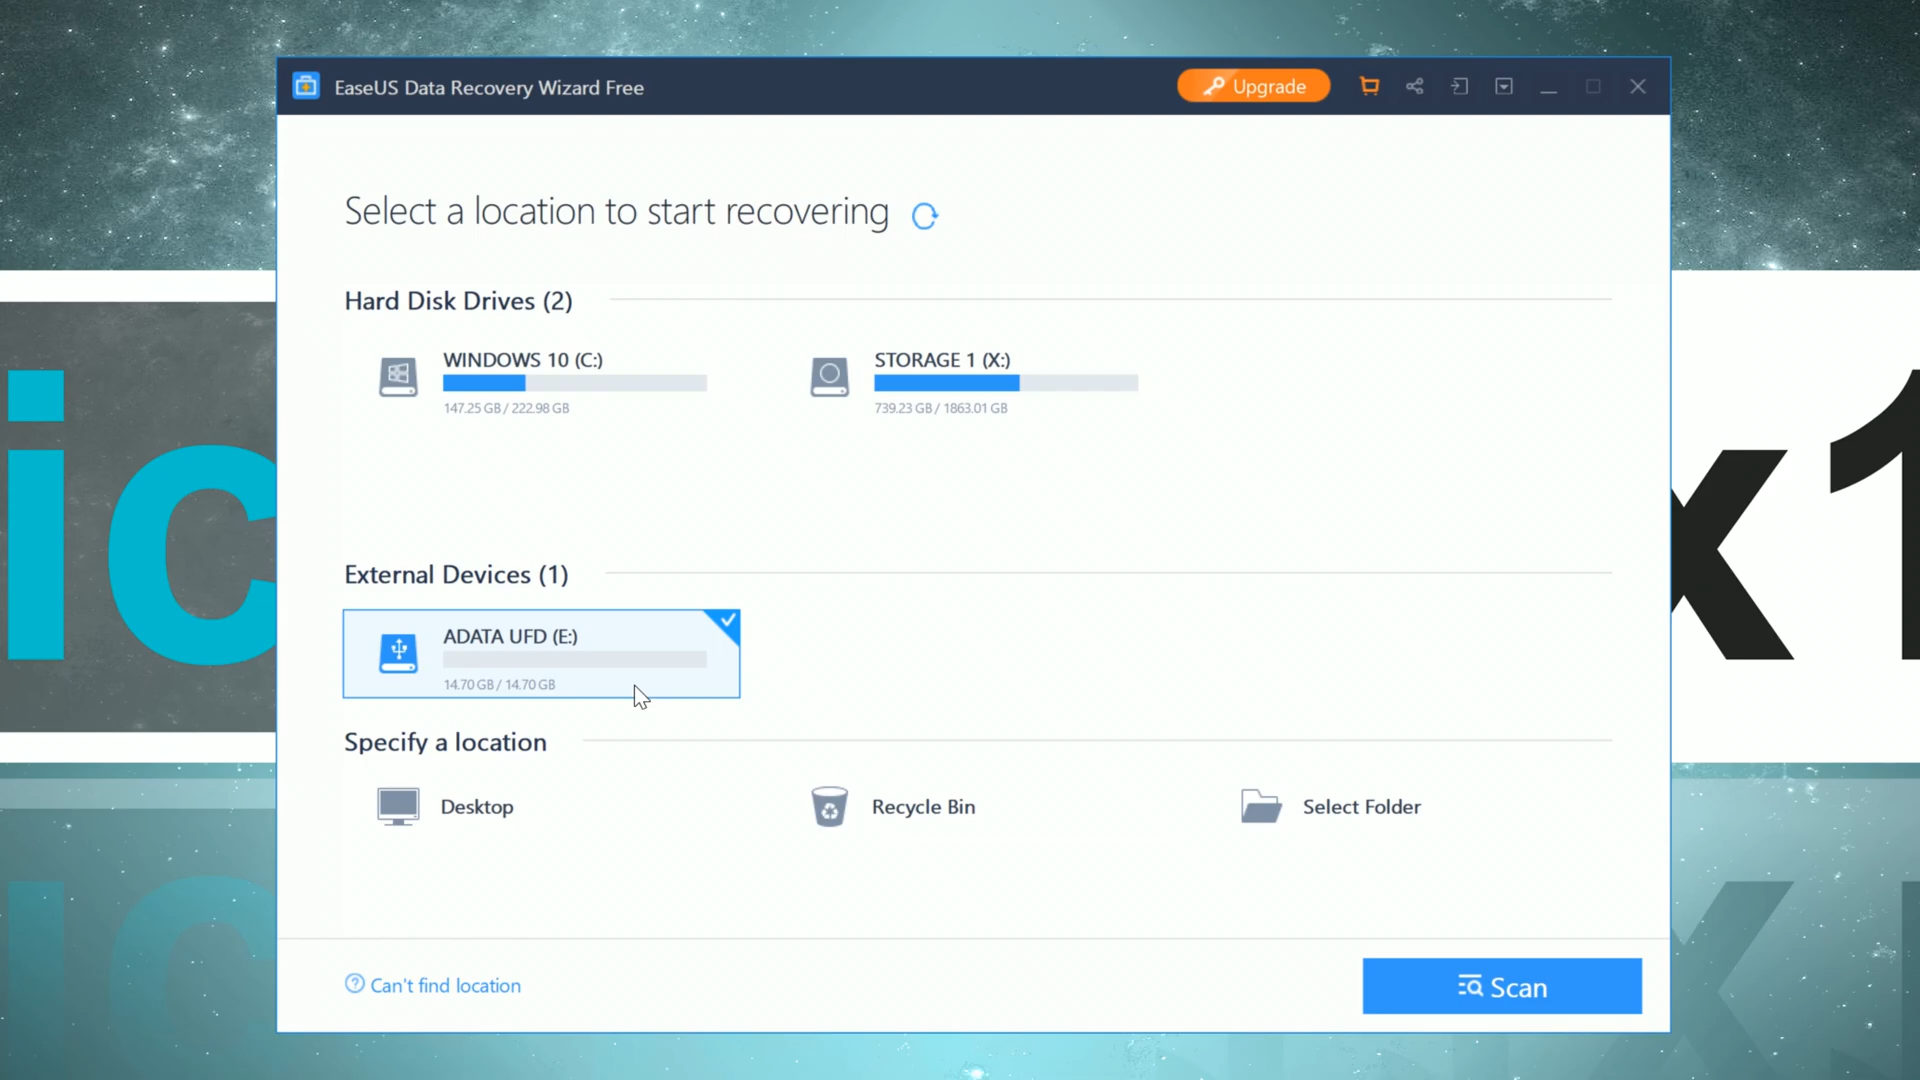 EaseUS Data Recovery Wizard Free
Upgrade
Select a location to start recovering
Hard Disk Drives (2)
WINDOWS 10 (C:)
147.25 GB / 222.98 GB
STORAGE 1 (X:)
739.23 GB / 1863.01 GB
External Devices (1)
ADATA UFD (E:)
14.70 GB / 14.70 GB
Specify a location
Desktop
Recycle Bin
Select Folder
Can't find location
Scan
ic
x1